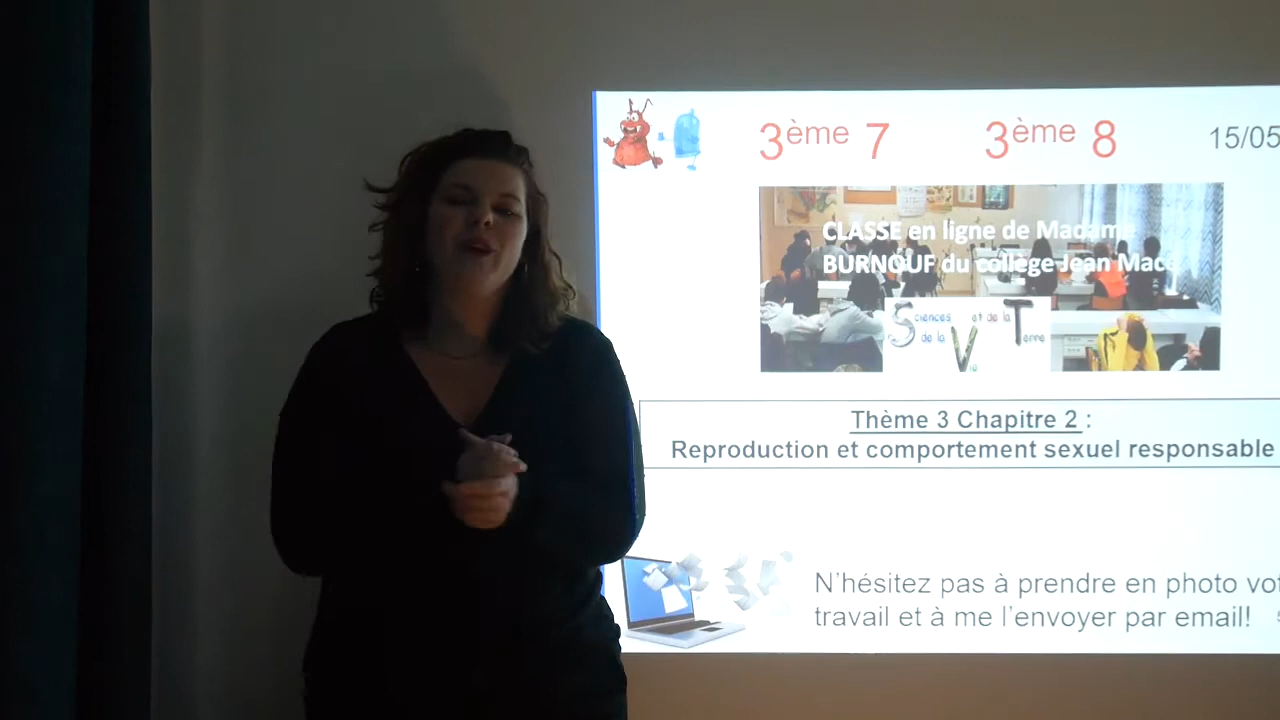 3ème 7
3ème 8
15/05
CLASSE en ligne de Madame
BURNOUF du collège Jean Macé
Sciences et de la Terre
de la
Vie
Thème 3 Chapitre 2 :
Reproduction et comportement sexuel responsable
N'hésitez pas à prendre en photo vot
travail et à me l'envoyer par email!